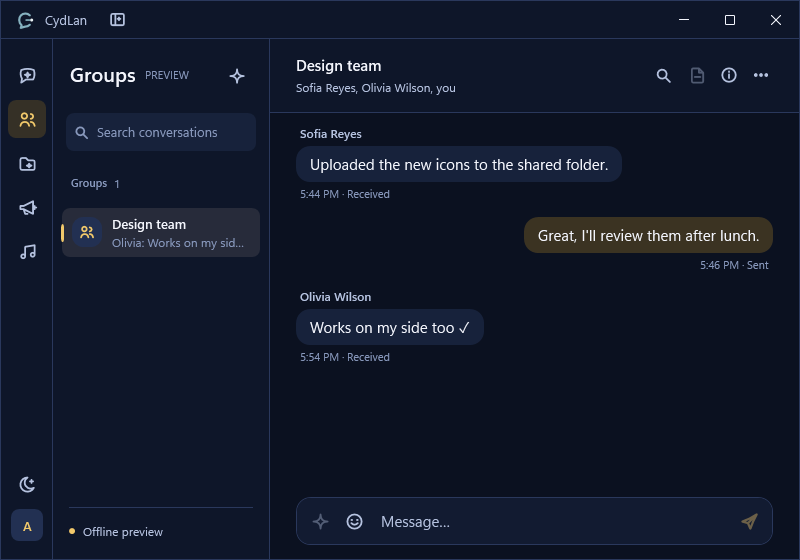 CydLan
Groups PREVIEW
Search conversations
Groups 1
Design team
Olivia: Works on my sid...
A
Offline preview
Design team
Sofia Reyes, Olivia Wilson, you
Sofia Reyes
Uploaded the new icons to the shared folder.
5:44 PM · Received
Great, I'll review them after lunch.
5:46 PM · Sent
Olivia Wilson
Works on my side too ✓
5:54 PM · Received
Message...